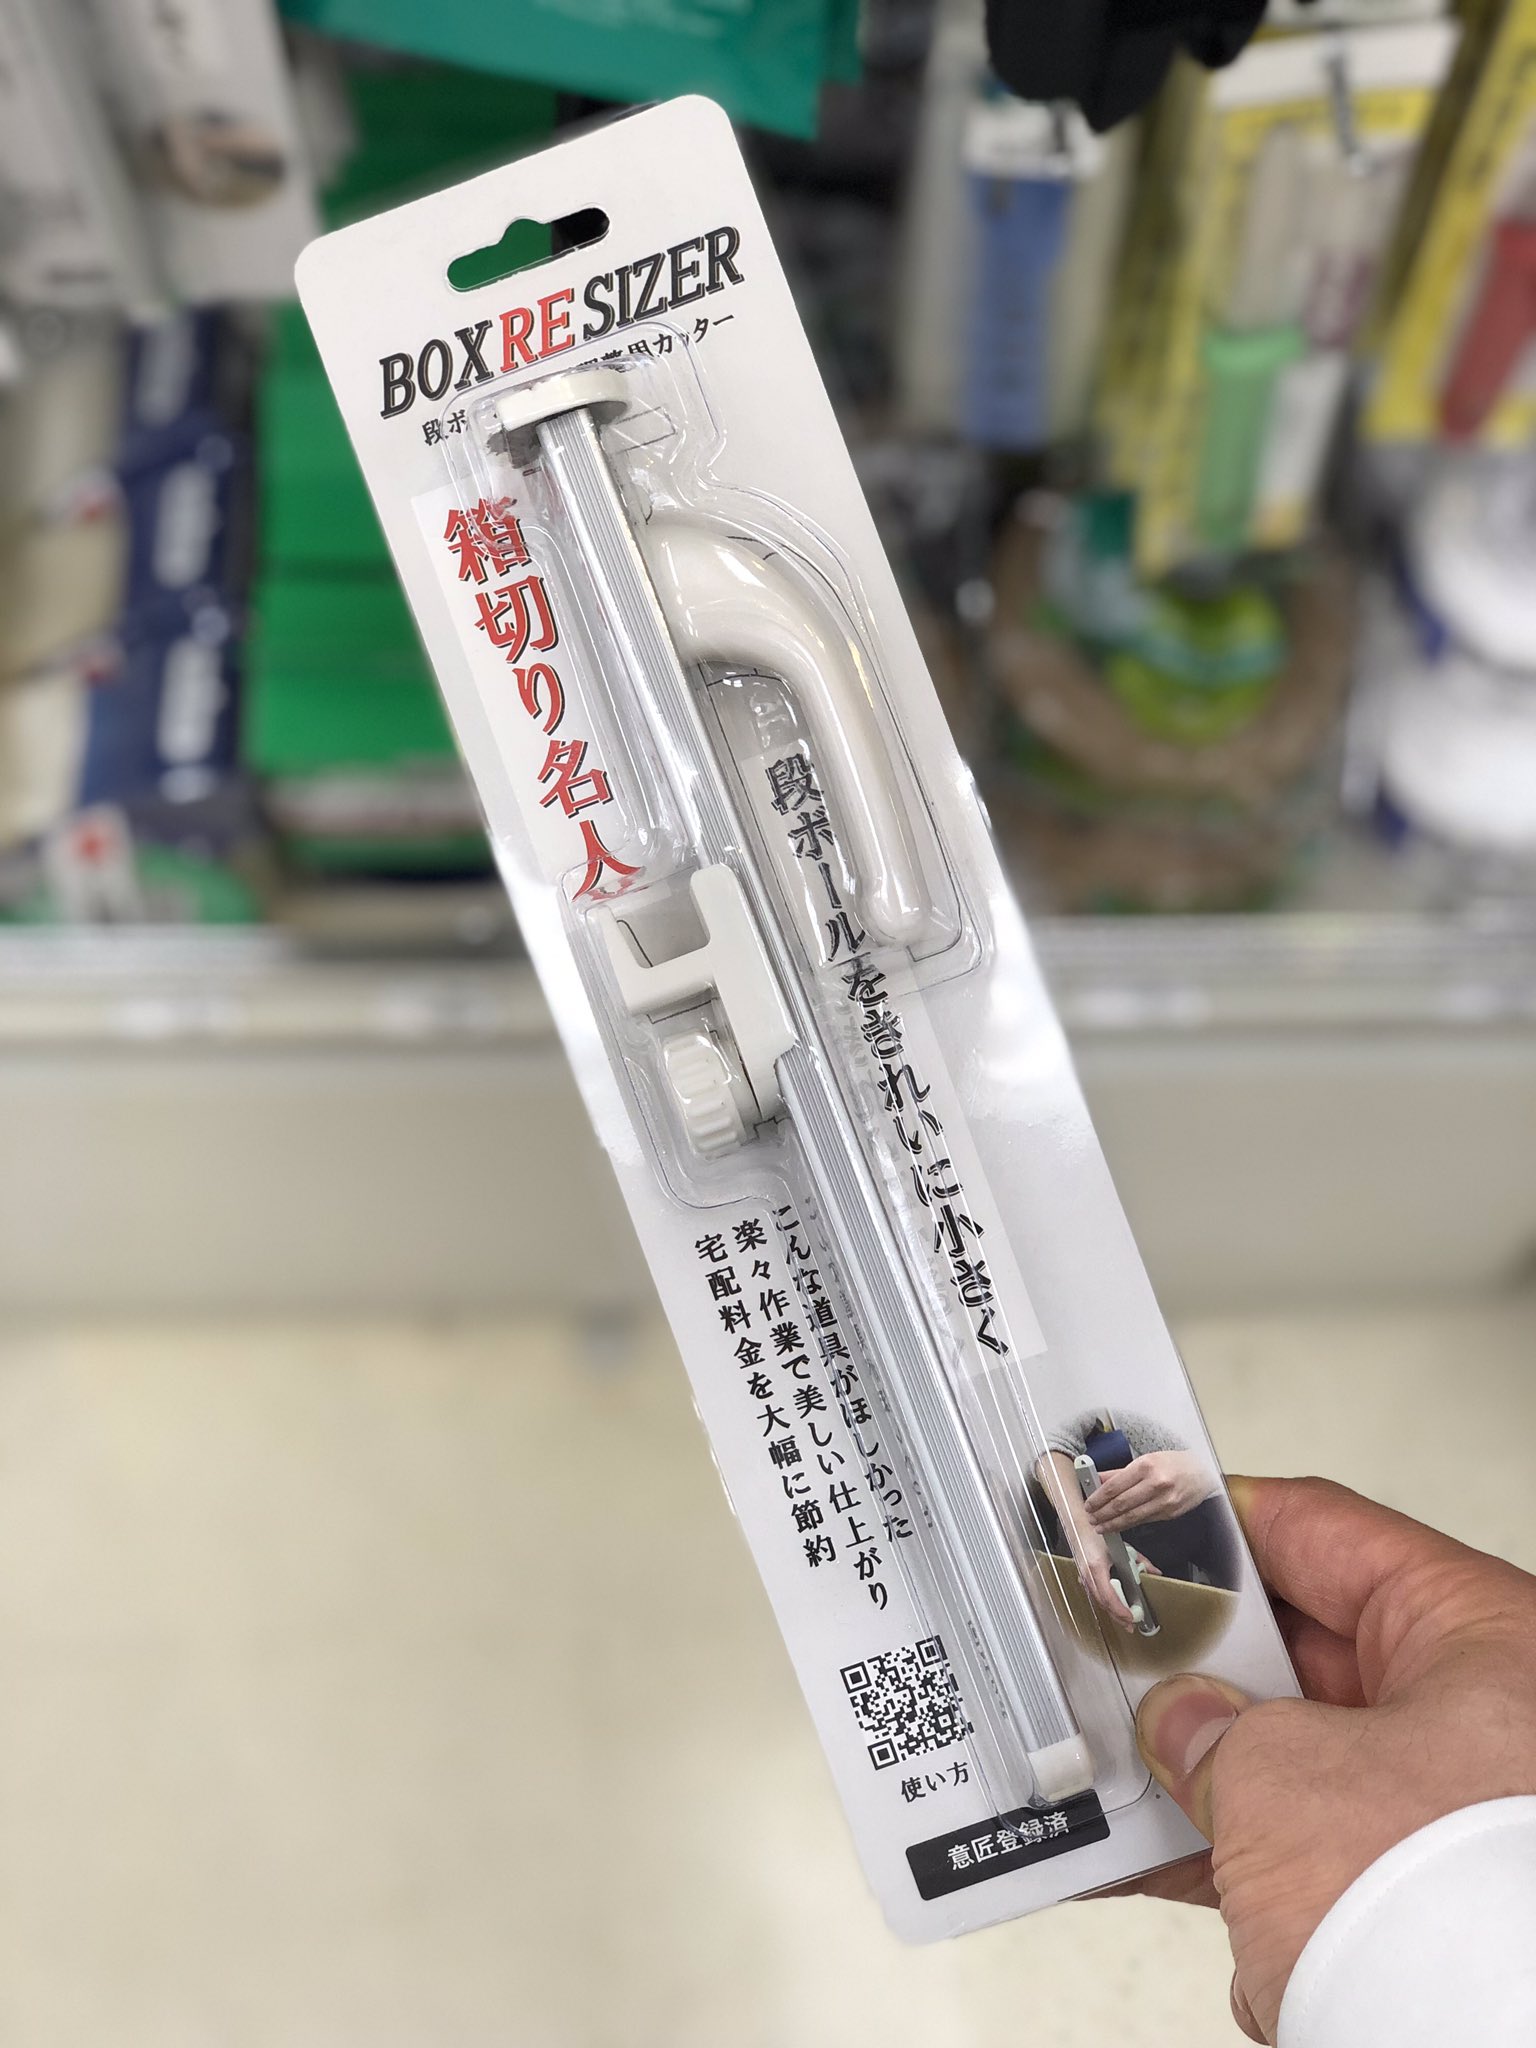 BOX RESIZER
段ボ 調整用カッター
箱切り名人
段ボールをきれいに小さく
こんな道具がほしかった
楽々作業で美しい仕上がり
宅配料金を大幅に節約
使い方
意匠登録済